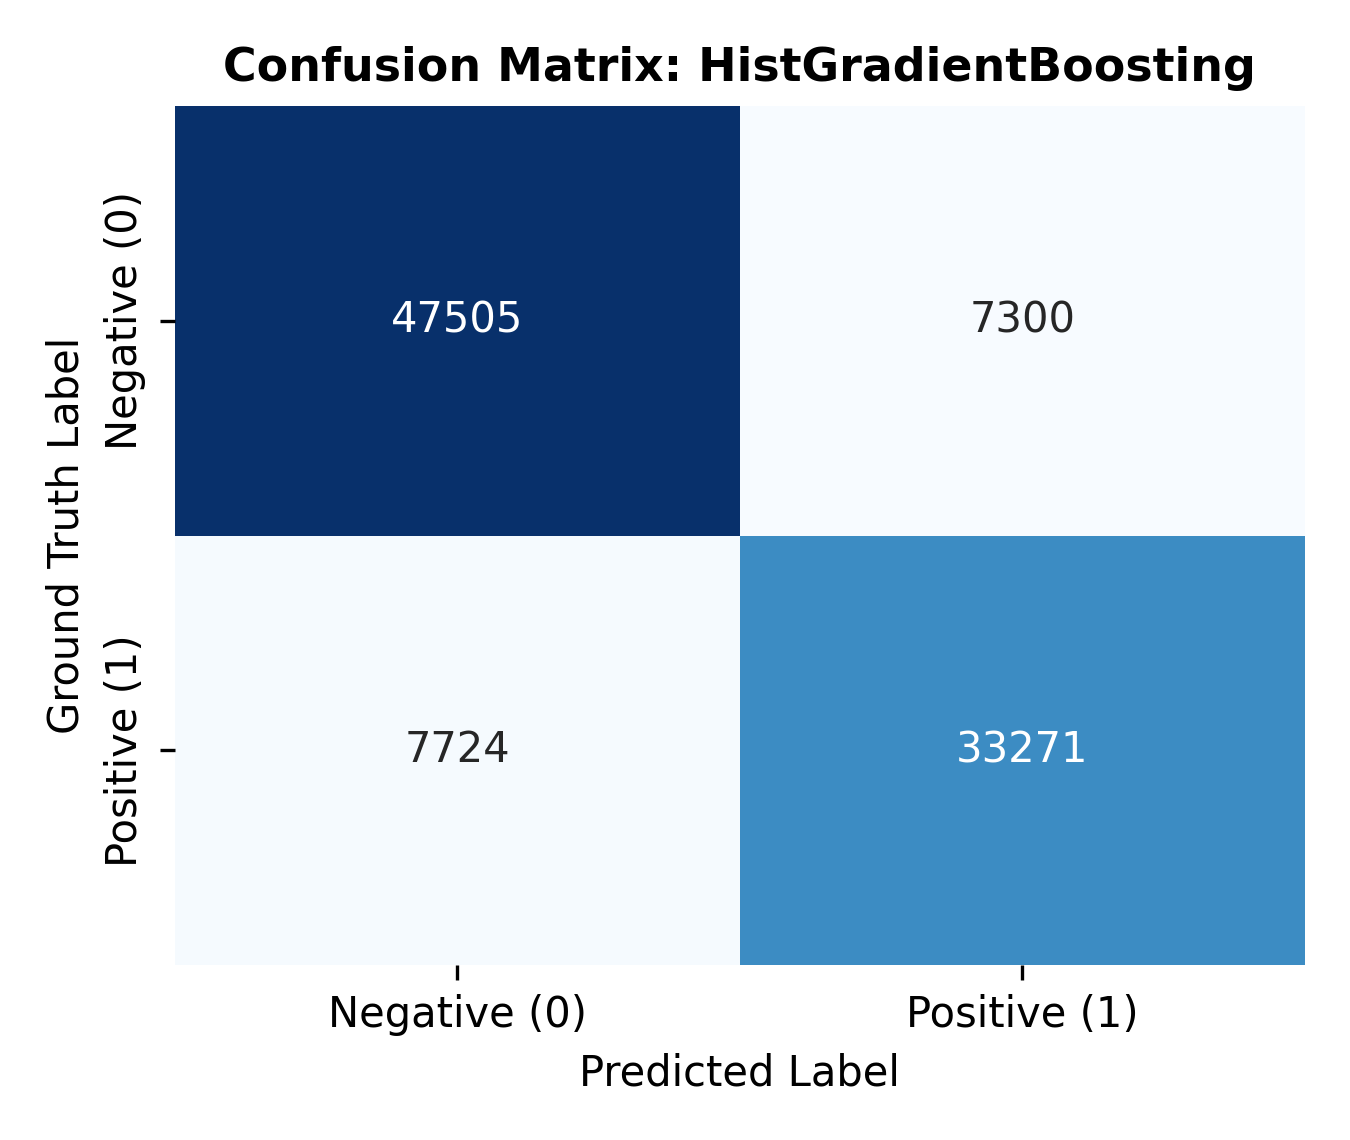 Confusion Matrix: HistGradientBoosting
Ground Truth Label
Negative (0)
47505
7300
Positive (1)
7724
33271
Negative (0)
Positive (1)
Predicted Label